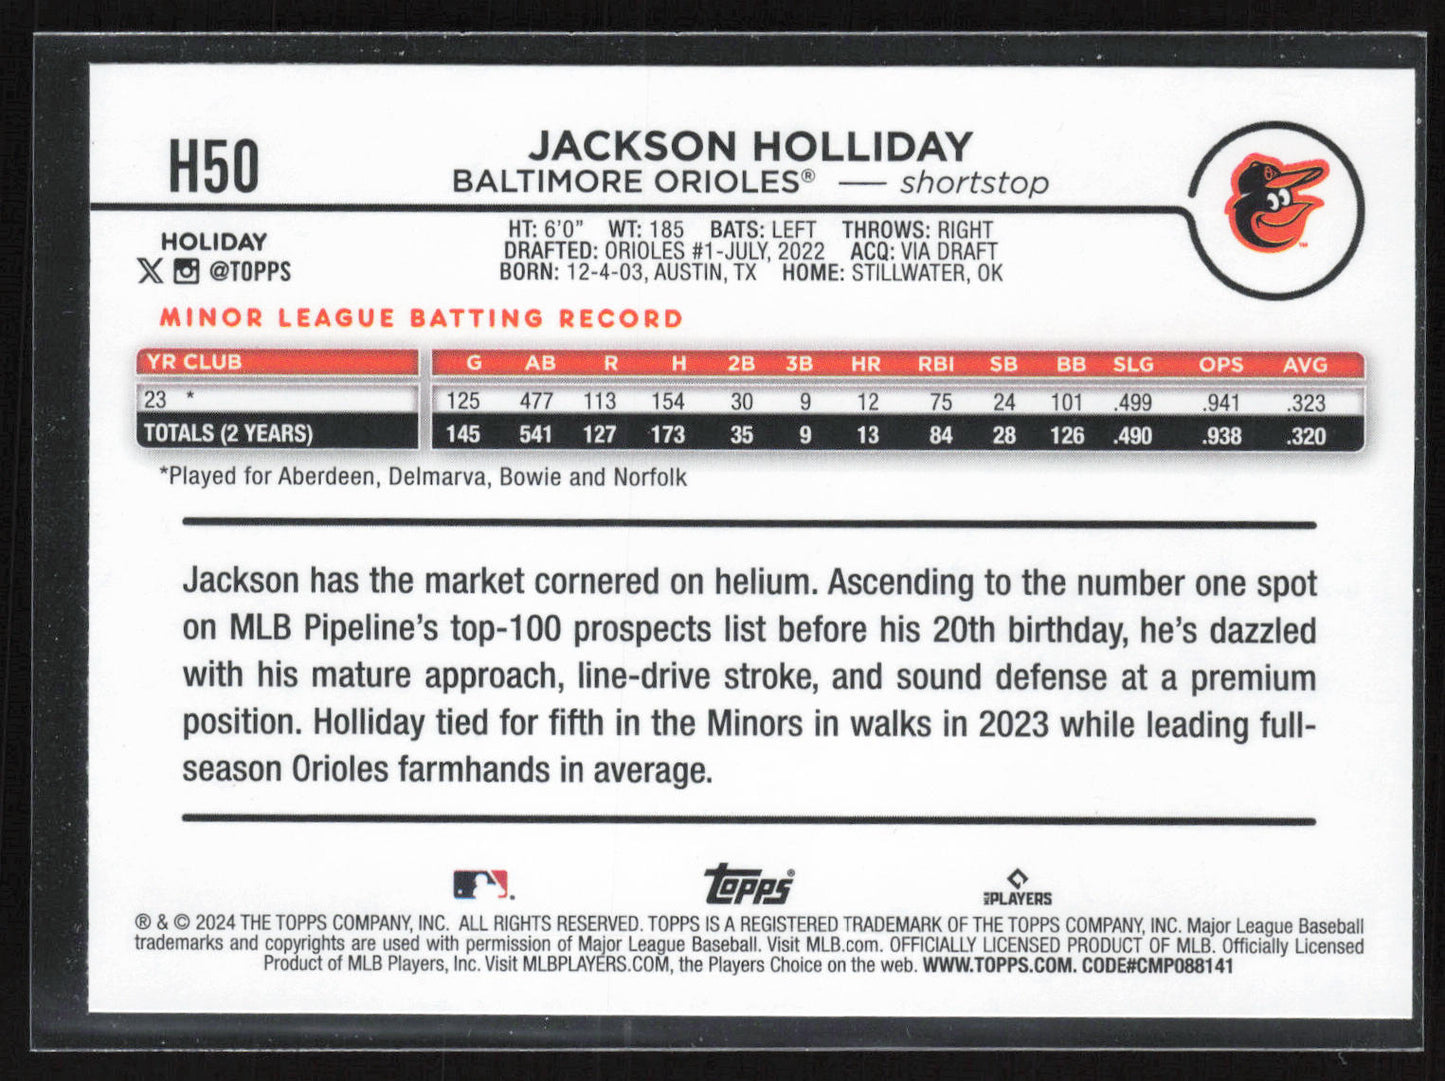 H50
JACKSON HOLLIDAY
BALTIMORE ORIOLES® — shortstop
HOLIDAY
X @TOPPS
HT: 6'0” WT: 185 BATS: LEFT THROWS: RIGHT
DRAFTED: ORIOLES #1-JULY, 2022 ACQ: VIA DRAFT
BORN: 12-4-03, AUSTIN, TX HOME: STILLWATER, OK
MINOR LEAGUE BATTING RECORD
YR CLUB G AB R H 2B 3B HR RBI SB BB SLG OPS AVG
23 * 125 477 113 154 30 9 12 75 24 101 .499 .941 .323
TOTALS (2 YEARS) 145 541 127 173 35 9 13 84 28 126 .490 .938 .320
*Played for Aberdeen, Delmarva, Bowie and Norfolk
Jackson has the market cornered on helium. Ascending to the number one spot
on MLB Pipeline’s top-100 prospects list before his 20th birthday, he’s dazzled
with his mature approach, line-drive stroke, and sound defense at a premium
position. Holliday tied for fifth in the Minors in walks in 2023 while leading full-
season Orioles farmhands in average.
Topps®
MLB PLAYERS
® & © 2024 THE TOPPS COMPANY, INC. ALL RIGHTS RESERVED. TOPPS IS A REGISTERED TRADEMARK OF THE TOPPS COMPANY, INC. Major League Baseball
trademarks and copyrights are used with permission of Major League Baseball. Visit MLB.com. OFFICIALLY LICENSED PRODUCT OF MLB. Officially Licensed
Product of MLB Players, Inc. Visit MLBPLAYERS.COM, the Players Choice on the web. WWW.TOPPS.COM. CODE#CMP088141